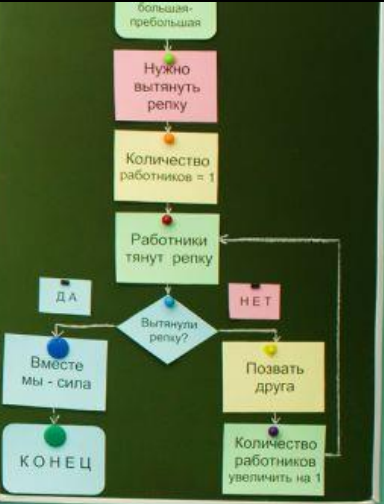 большая-
пребольшая
Нужно
вытянуть
репку
Количество
работников = 1
Работники
тянут репку
ДА
НЕТ
Вытянули
репку?
Вместе
мы - сила
Позвать
друга
КОНЕЦ
Количество
работников
увеличить на 1